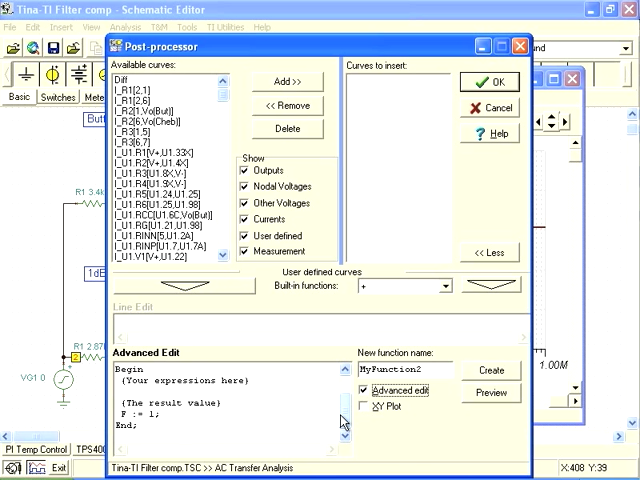 Tina-TI Filter comp - Schematic Editor
File Edit Insert View Analysis T&M Tools TI Utilities Help
Basic Switches Mete
Post-processor
Available curves:
Diff
I_R1[2,1]
I_R1[2,6]
I_R2[1,Vo(But)]
I_R2[6,Vo(Cheb)]
I_R3[1,5]
I_R3[6,7]
I_U1.R1[V+,U1.33X]
I_U1.R2[V+,U1.4X]
I_U1.R3[U1.8X,V-]
I_U1.R4[U1.9X,V-]
I_U1.R5[U1.24,U1.25]
I_U1.R6[U1.25,U1.98]
I_U1.RCC[U1.6C,Vo(But)]
I_U1.RG[U1.21,U1.98]
I_U1.RINN[5,U1.2A]
I_U1.RINP[U1.7,U1.7A]
I_U1.V1[V+,U1.22]
Add >>
<< Remove
Delete
Show
Outputs
Nodal Voltages
Other Voltages
Currents
User defined
Measurement
Curves to insert:
OK
Cancel
Help
<< Less
User defined curves
Built-in functions: +
Line Edit
Advanced Edit
Begin
{Your expressions here}
{The result value}
F := 1;
End;
New function name:
MyFunction2
Create
Advanced edit
Preview
XY Plot
Tina-TI Filter comp.TSC >> AC Transfer Analysis
Butt
R1 3.4k
1dE
R1 2.87k
2
VG1 0
und
1.00M
PI Temp Control TPS400
Exit
X:408 Y:39